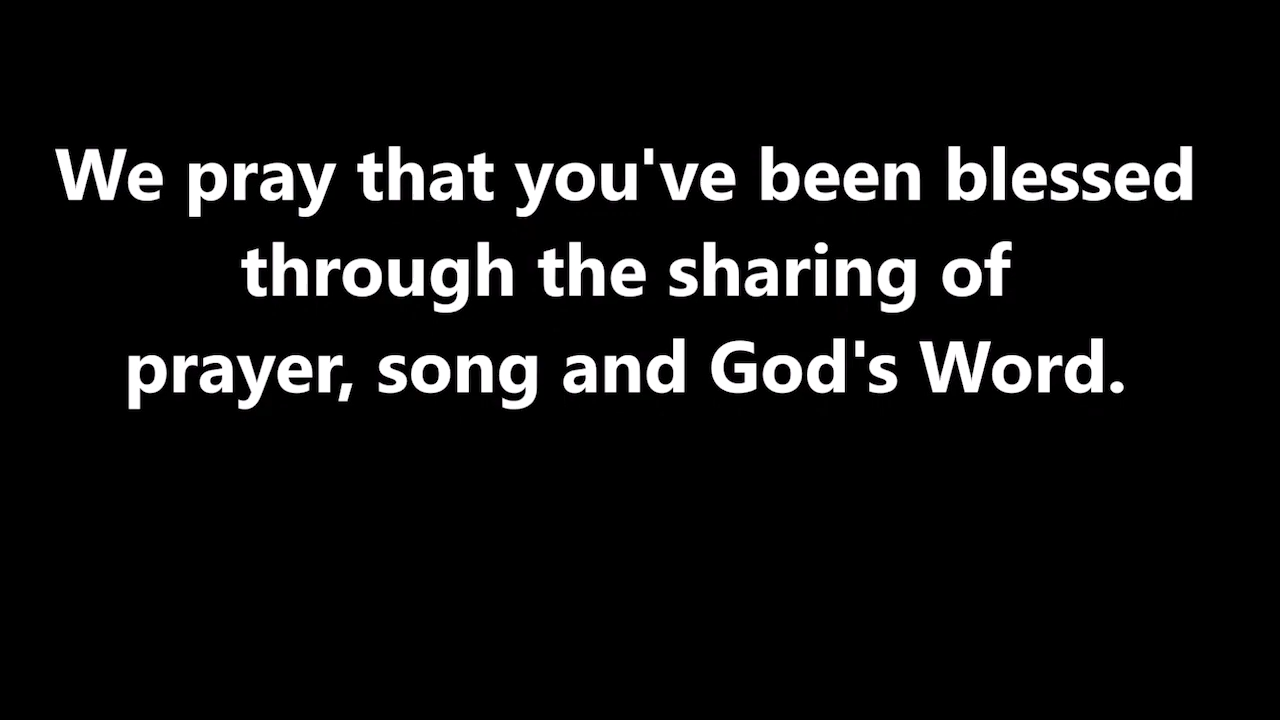 We pray that you've been blessed
through the sharing of
prayer, song and God's Word.